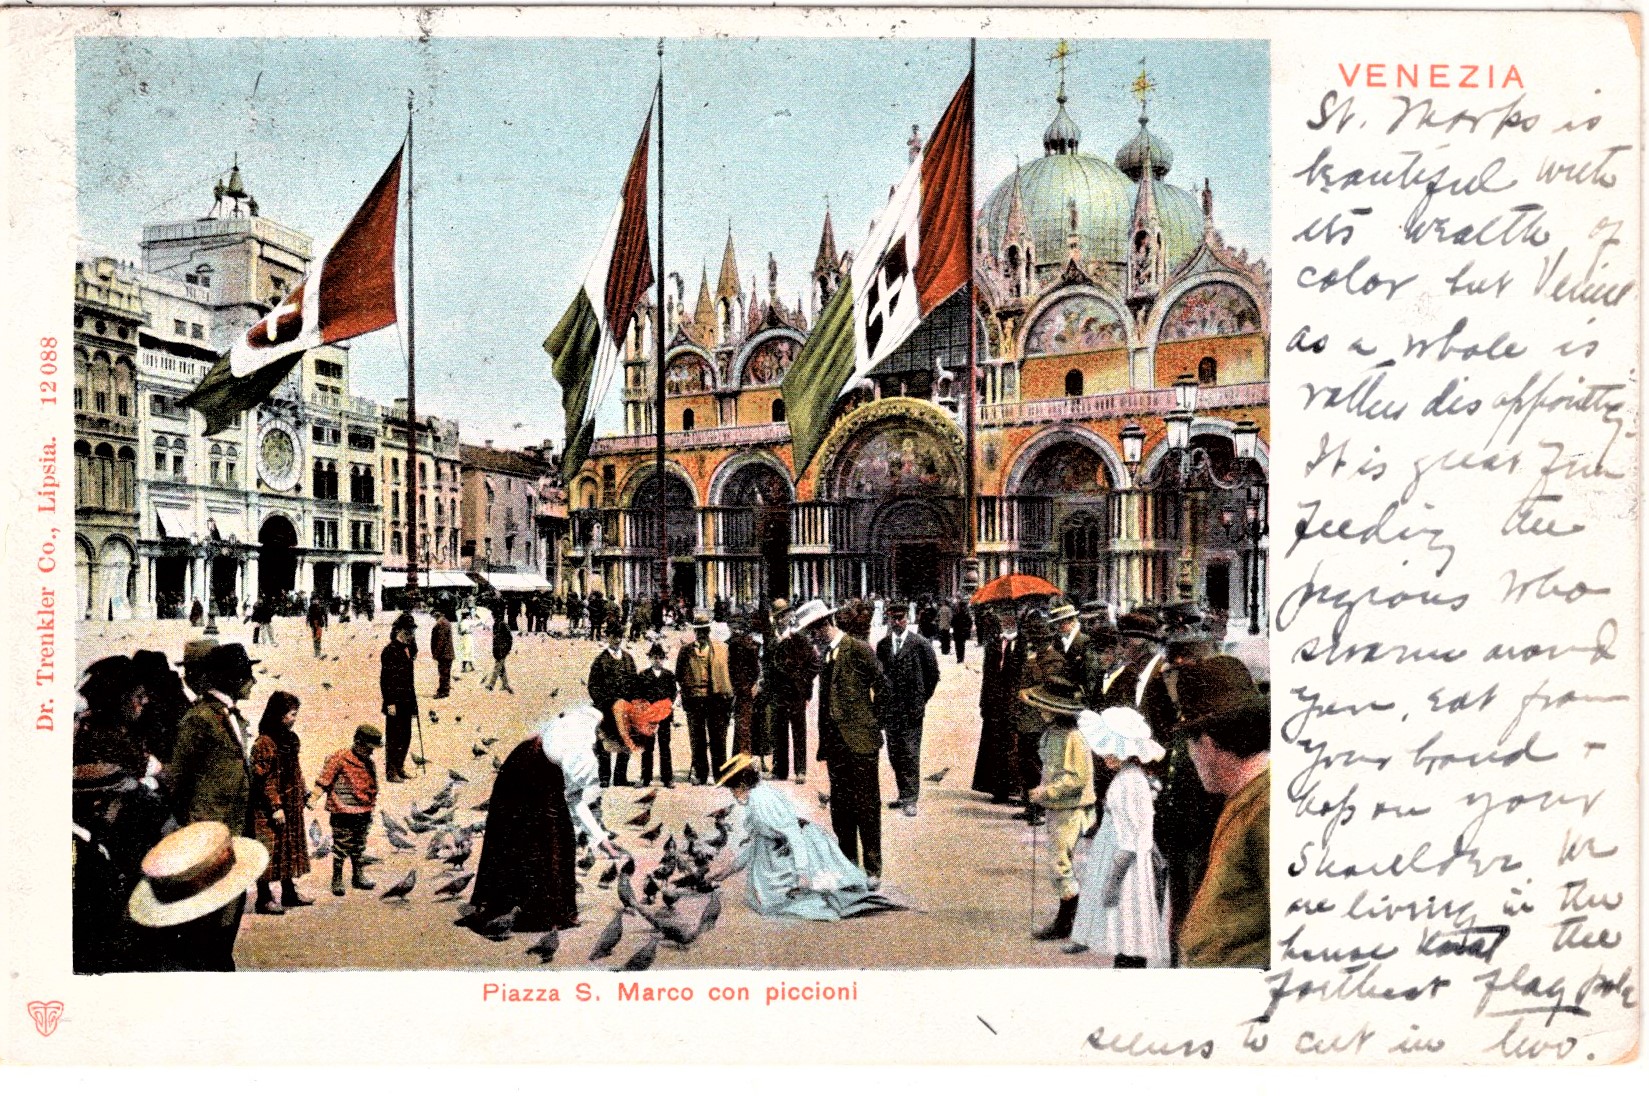 VENEZIA
St. Marks is
beautiful with
its wealth of
color but Venice
as a whole is
rather disappointing
It is great fun
feeding the
pigeons who
swarm around
you, eat from
your hand +
hop on your
shoulder. We
are living in the
house that the
farthest flag pole
seems to cut in two.
Piazza S. Marco con piccioni
Dr. Trenkler Co., Lipsia. 12 088